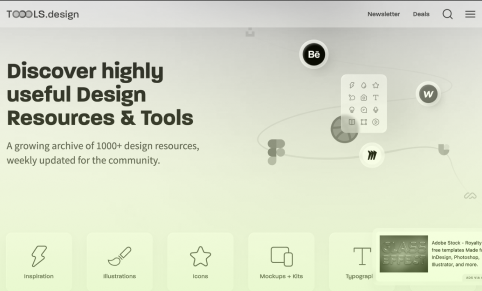 TOOOLS.design
Newsletter
Deals
Discover highly
useful Design
Resources & Tools
A growing archive of 1000+ design resources,
weekly updated for the community.
Bē
w
Inspiration
Illustrations
Icons
Mockups + Kits
Typograp
Adobe Stock - Royalty
free templates Made f
InDesign, Photoshop,
Illustrator, and more.